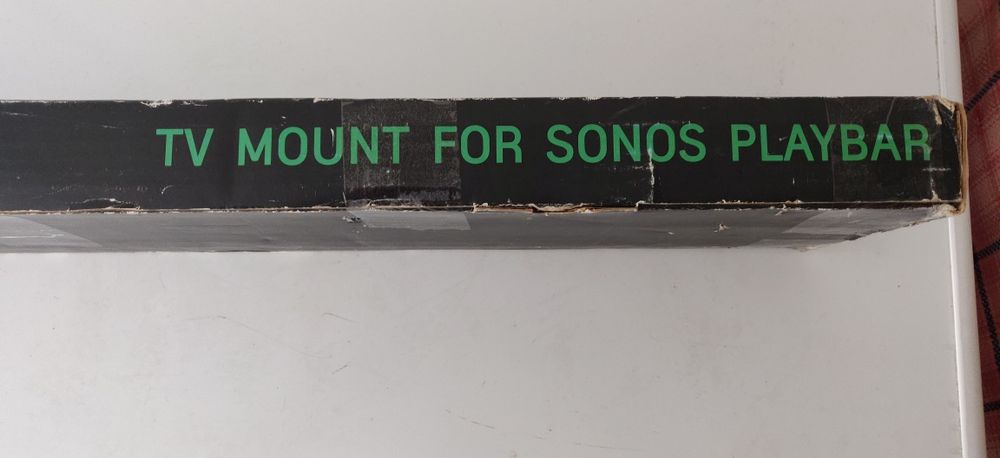 TV MOUNT FOR SONOS PLAYBAR